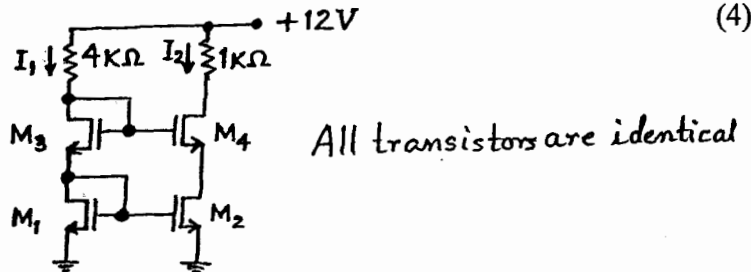 (4)
+12V
I₁ 4KΩ I₂ 1KΩ
M₃ M₄ All transistors are identical
M₁ M₂